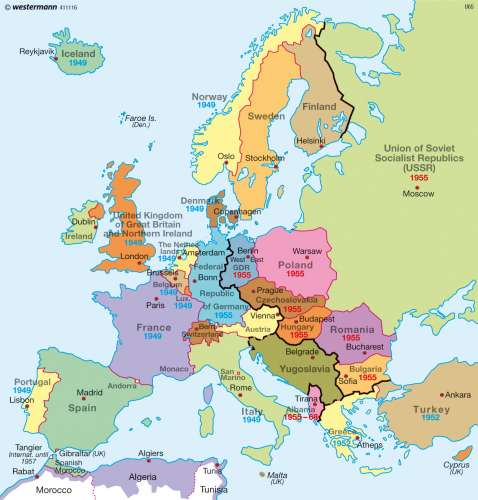 © westermann 411116
IX65
Reykjavik
Iceland
1949
Faroe Is.
(Den.)
Norway
1949
Sweden
Finland
Helsinki
Oslo
Stockholm
Union of Soviet
Socialist Republics
(USSR)
1955
Moscow
Denmark
1949
Copenhagen
Dublin
Ireland
United Kingdom
of Great Britain
and Northern Ireland
1949
London
The Nether-
lands
1949
Amsterdam
Brussels
Belgium
1949
Lux.
1949
Federal
Bonn
Republic
of Germany
1955
Berlin
West East
GDR
1955
Warsaw
Poland
1955
Prague
Czechoslovakia
1955
Paris
France
1949
Bern
Switzerland
Vienna
Austria
Budapest
Hungary
1955
Romania
1955
Bucharest
Belgrade
Yugoslavia
Bulgaria
1955
Sofia
Monaco
San
Marino
Rome
Italy
1949
Tirana
Albania
1955–68
Greece
1952
Athens
Ankara
Turkey
1952
Andorra
Portugal
1949
Lisbon
Madrid
Spain
Tangier
Internat. until
1957
Gibraltar (UK)
Spanish
Morocco
Rabat
Morocco
Morocco
Algiers
Algeria
Tunis
Tunisia
Malta
(UK)
Cyprus
(UK)